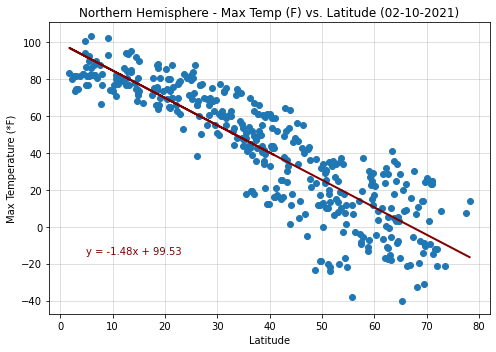 Northern Hemisphere - Max Temp (F) vs. Latitude (02-10-2021)
Max Temperature (*F)
100
80
60
40
20
0
−20
−40
y = -1.48x + 99.53
0 10 20 30 40 50 60 70 80
Latitude